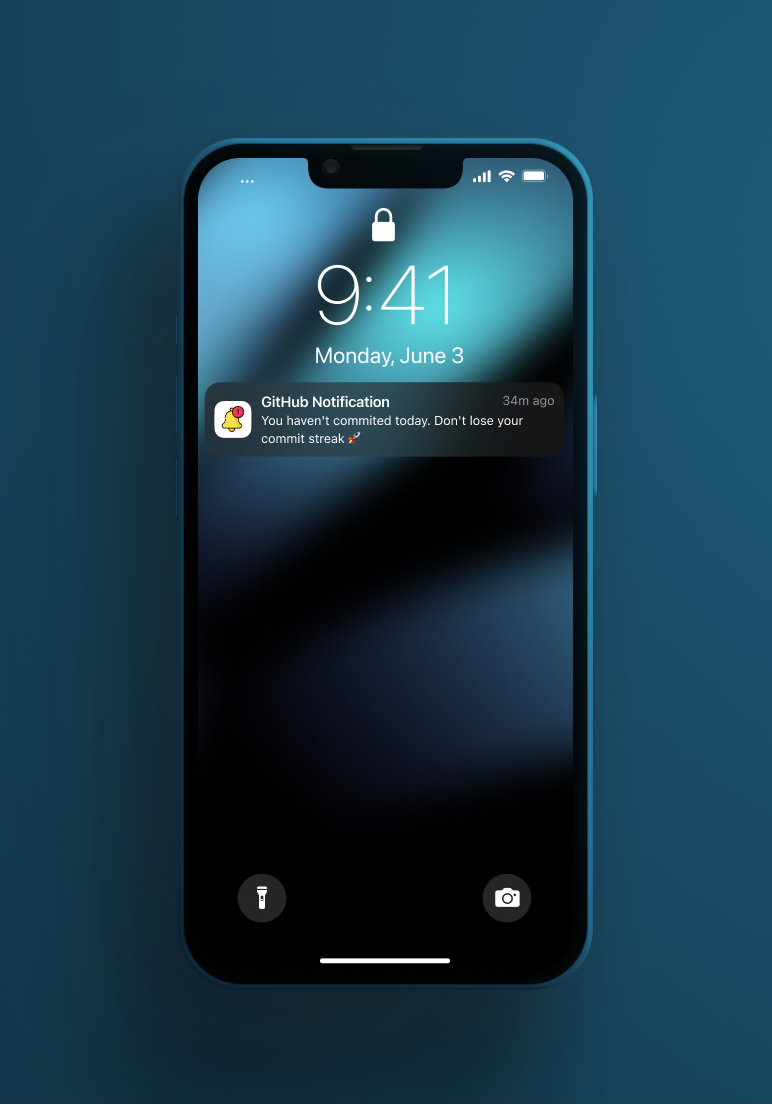 9:41
Monday, June 3
GitHub Notification 34m ago
You haven't commited today. Don't lose your
commit streak 🚀